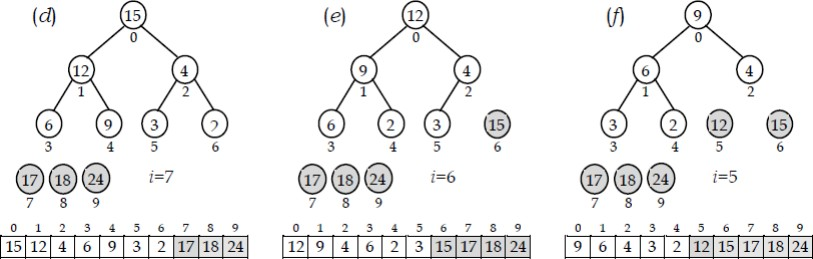 (d) 15 (e) 12 (f) 9
0 0 0
12 4 9 4 6 4
1 2 1 2 1 2
6 9 3 2 6 2 3 15 3 2 12 15
3 4 5 6 3 4 5 6 3 4 5 6
17 18 24 i=7 17 18 24 i=6 17 18 24 i=5
7 8 9 7 8 9 7 8 9
0 1 2 3 4 5 6 7 8 9 0 1 2 3 4 5 6 7 8 9 0 1 2 3 4 5 6 7 8 9
15 12 4 6 9 3 2 17 18 24 12 9 4 6 2 3 15 17 18 24 9 6 4 3 2 12 15 17 18 24